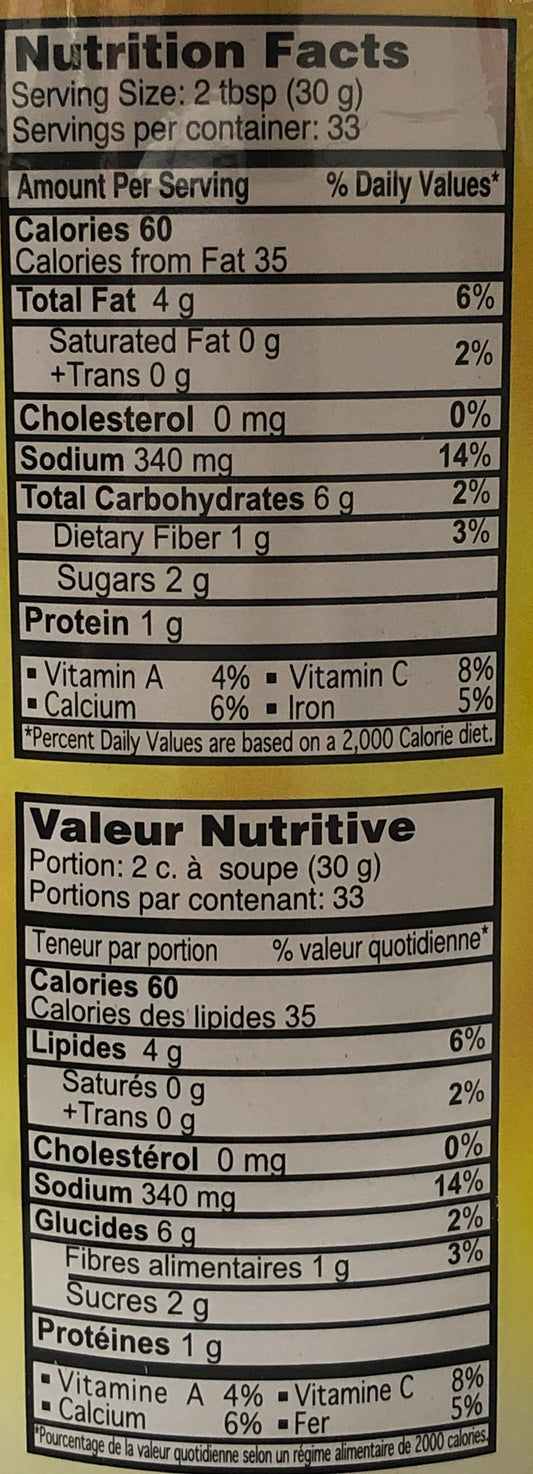 Nutrition Facts
Serving Size: 2 tbsp (30 g)
Servings per container: 33
Amount Per Serving % Daily Values*
Calories 60
Calories from Fat 35
Total Fat 4 g 6%
Saturated Fat 0 g 2%
+Trans 0 g
Cholesterol 0 mg 0%
Sodium 340 mg 14%
Total Carbohydrates 6 g 2%
Dietary Fiber 1 g 3%
Sugars 2 g
Protein 1 g
▪ Vitamin A 4% ▪ Vitamin C 8%
▪ Calcium 6% ▪ Iron 5%
*Percent Daily Values are based on a 2,000 Calorie diet.
Valeur Nutritive
Portion: 2 c. à soupe (30 g)
Portions par contenant: 33
Teneur par portion % valeur quotidienne*
Calories 60
Calories des lipides 35
Lipides 4 g 6%
Saturés 0 g 2%
+Trans 0 g
Cholestérol 0 mg 0%
Sodium 340 mg 14%
Glucides 6 g 2%
Fibres alimentaires 1 g 3%
Sucres 2 g
Protéines 1 g
▪ Vitamine A 4% ▪ Vitamine C 8%
▪ Calcium 6% ▪ Fer 5%
*Pourcentage de la valeur quotidienne selon un régime alimentaire de 2000 calories.